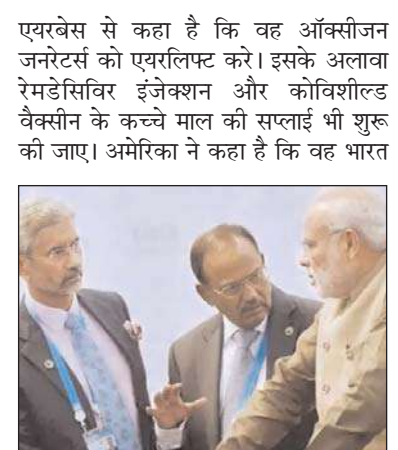 एयरबेस से कहा है कि वह ऑक्सीजन
जनरेटर्स को एयरलिफ्ट करे। इसके अलावा
रेमडेसिविर इंजेक्शन और कोविशील्ड
वैक्सीन के कच्चे माल की सप्लाई भी शुरू
की जाए। अमेरिका ने कहा है कि वह भारत